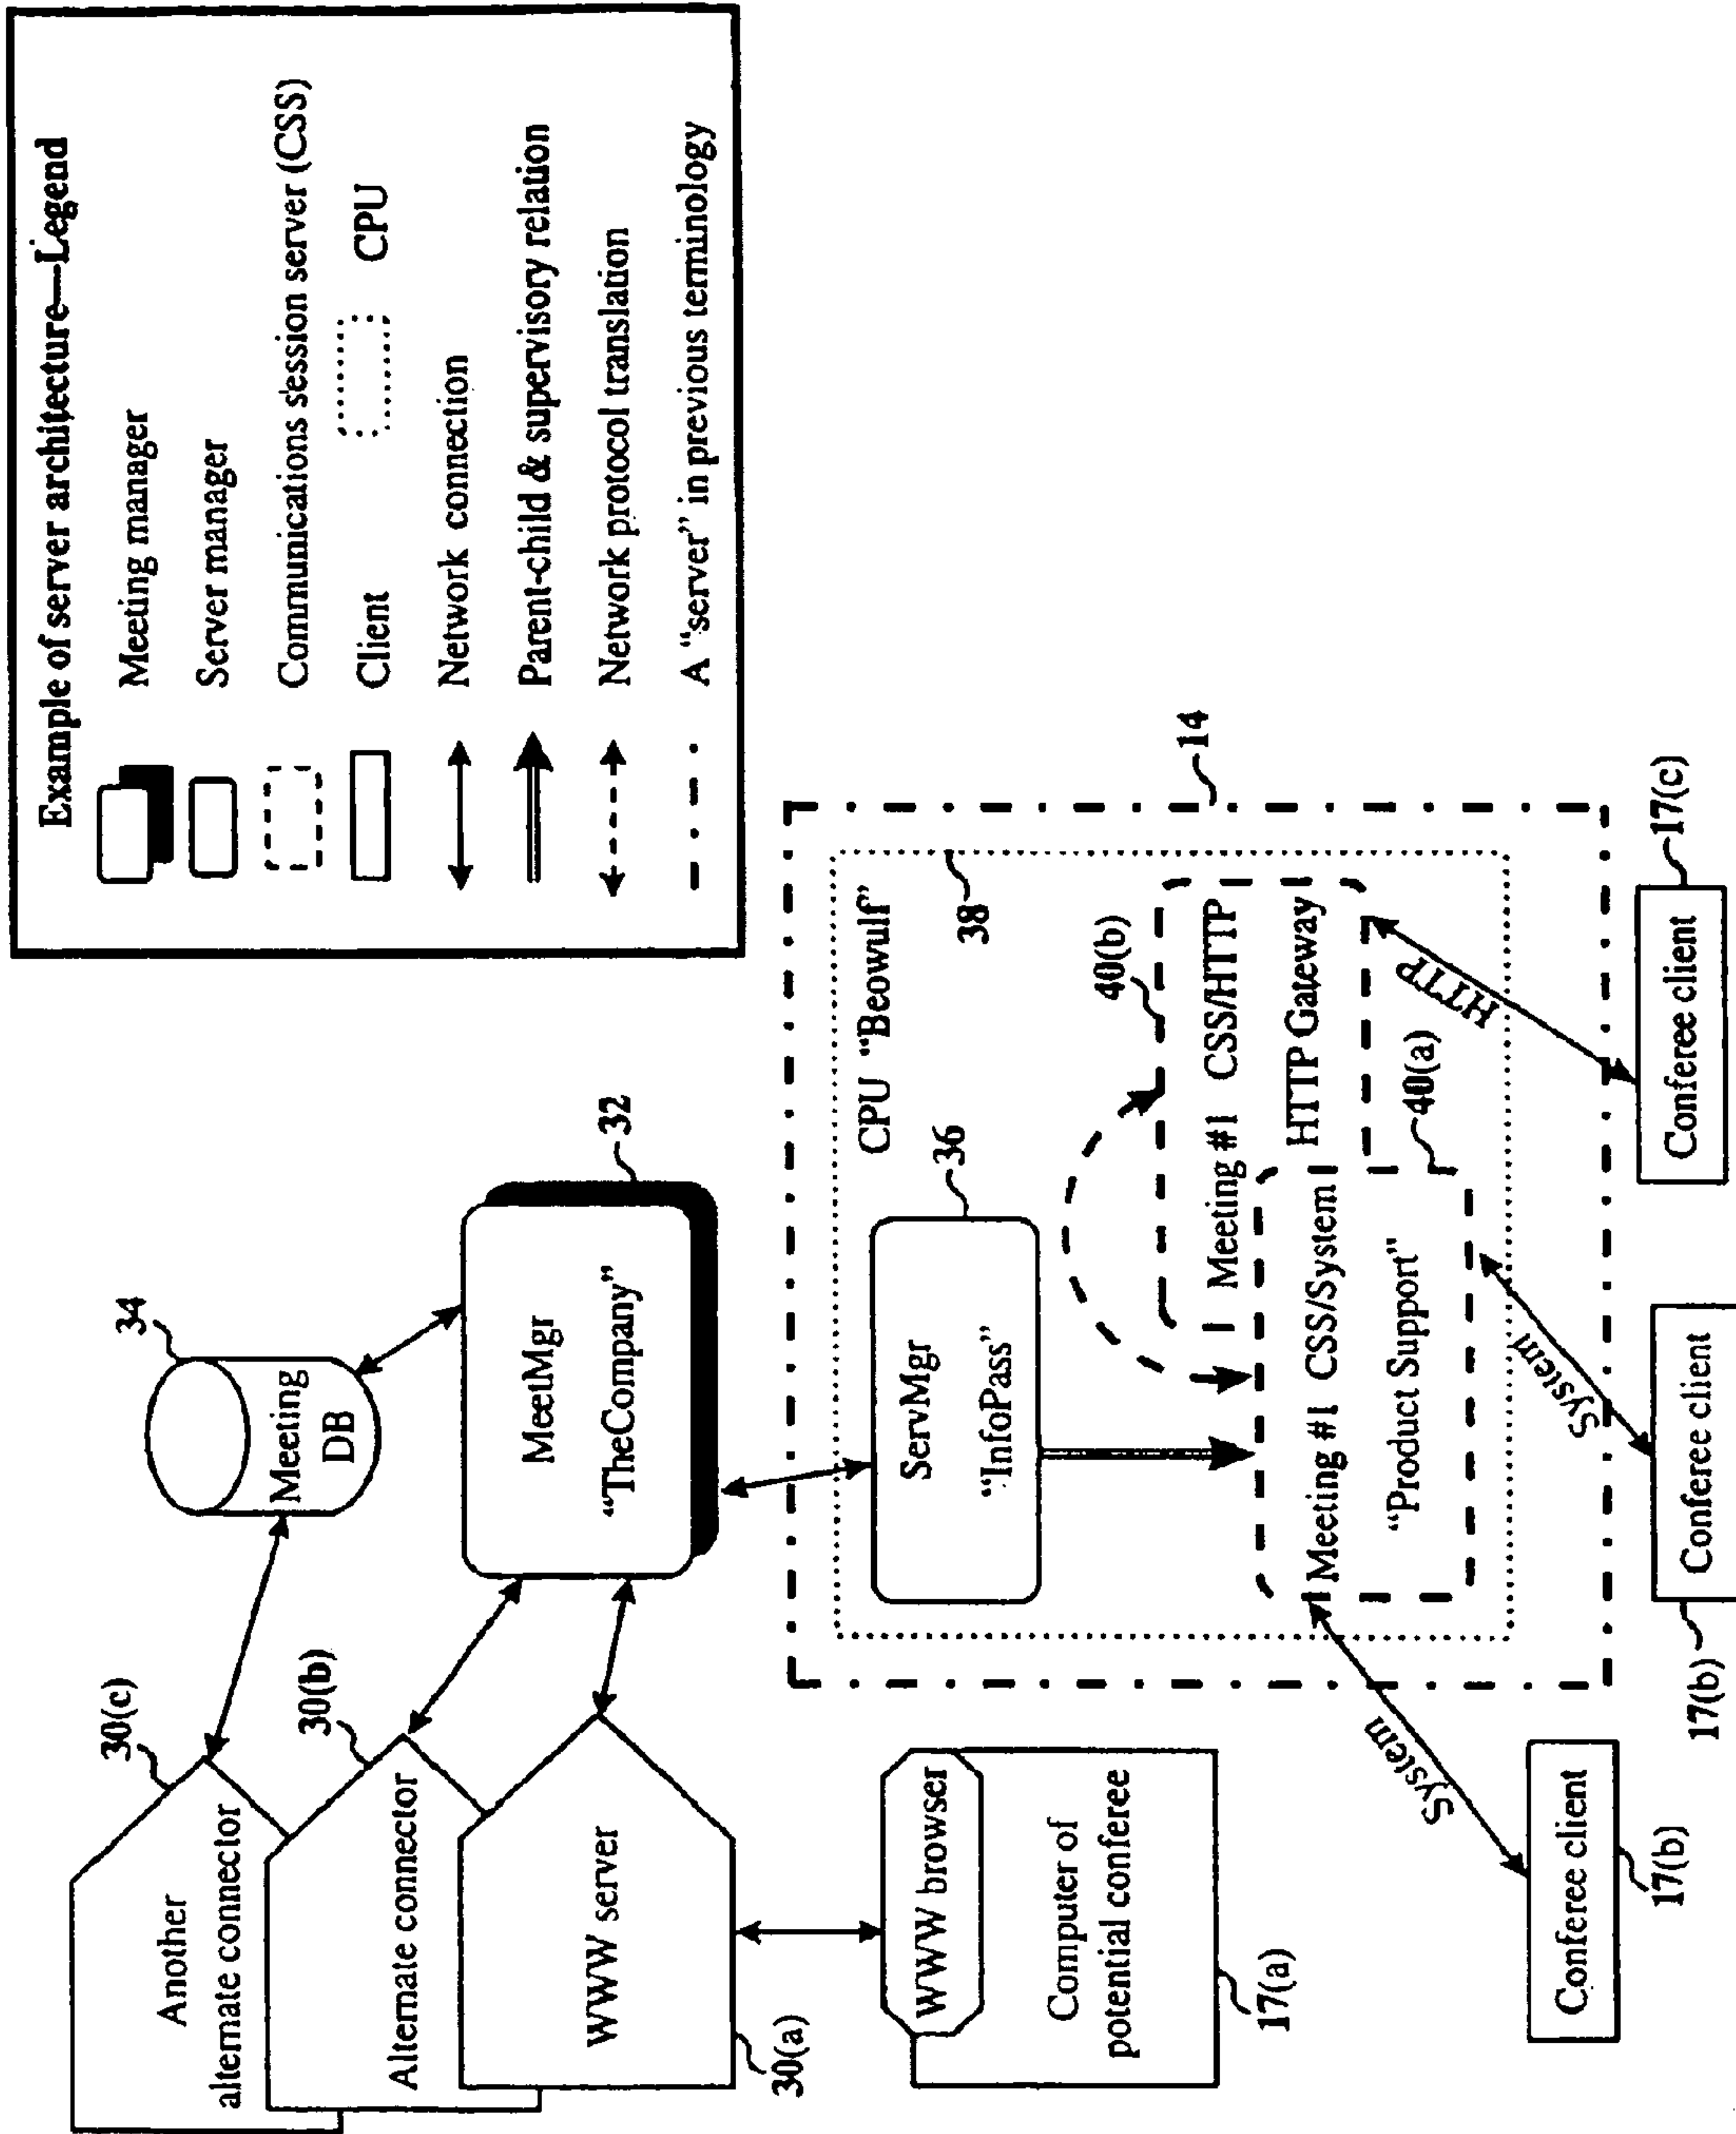 Example of server architecture—Legend
Meeting manager
Server manager
Communications session server (CSS)
Client
CPU
Network connection
Parent-child & supervisory relation
Network protocol translation
A "server" in previous terminology
30(c)
Another
alternate connector
30(b)
Alternate connector
WWW server
30(a)
34
Meeting
DB
32
MeetMgr
"TheCompany"
WWW browser
Computer of
potential conferee
17(a)
14
38
CPU "Beowulf"
36
ServMgr
"InfoPass"
40(b)
Meeting #1 CSS/HTTP
HTTP Gateway
Meeting #1 CSS/System
"Product Support"
40(a)
System
System
HTTP
Conferee client
17(b)
Conferee client
17(b)
Conferee client
17(c)